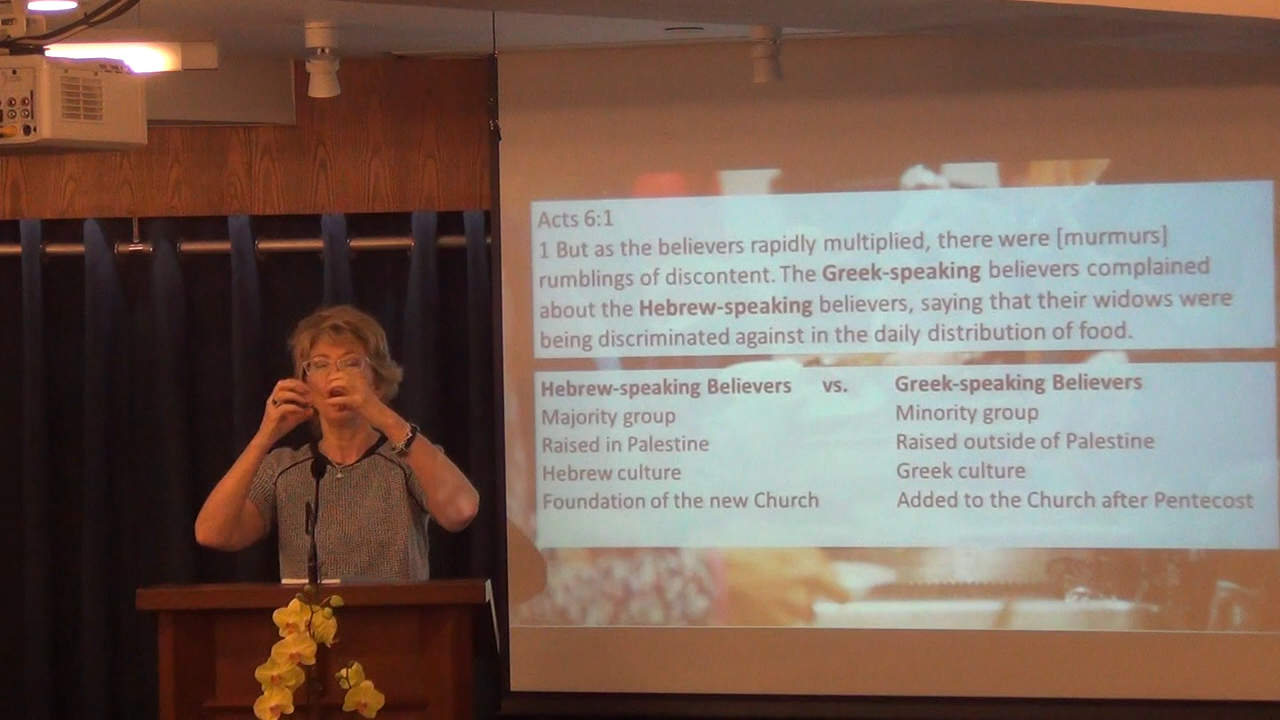 Acts 6:1
1 But as the believers rapidly multiplied, there were [murmurs]
rumblings of discontent. The Greek-speaking believers complained
about the Hebrew-speaking believers, saying that their widows were
being discriminated against in the daily distribution of food.
Hebrew-speaking Believers vs. Greek-speaking Believers
Majority group Minority group
Raised in Palestine Raised outside of Palestine
Hebrew culture Greek culture
Foundation of the new Church Added to the Church after Pentecost